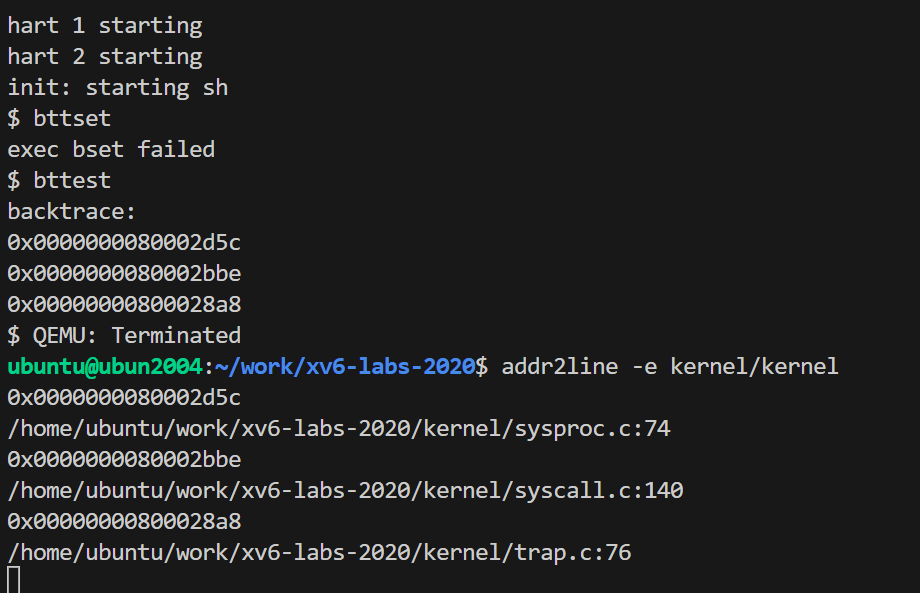 hart 1 starting
hart 2 starting
init: starting sh
$ bttset
exec bset failed
$ bttest
backtrace:
0x0000000080002d5c
0x0000000080002bbe
0x00000000800028a8
$ QEMU: Terminated
ubuntu@ubun2004:~/work/xv6-labs-2020$ addr2line -e kernel/kernel
0x0000000080002d5c
/home/ubuntu/work/xv6-labs-2020/kernel/sysproc.c:74
0x0000000080002bbe
/home/ubuntu/work/xv6-labs-2020/kernel/syscall.c:140
0x00000000800028a8
/home/ubuntu/work/xv6-labs-2020/kernel/trap.c:76